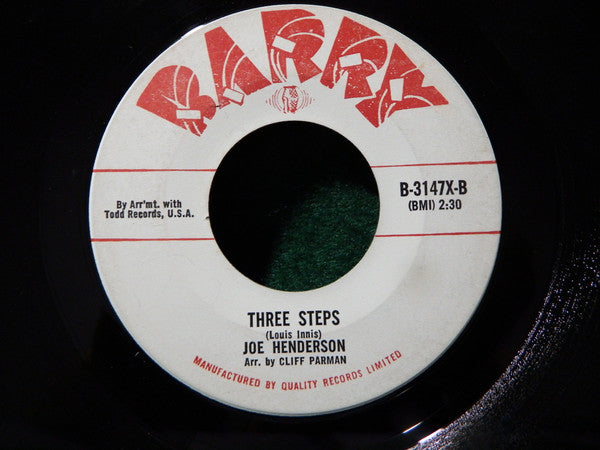 BARRY
By Arr'mt. with
Todd Records, U.S.A.
B-3147X-B
(BMI) 2:30
THREE STEPS
(Louis Innis)
JOE HENDERSON
Arr. by CLIFF PARMAN
MANUFACTURED BY QUALITY RECORDS LIMITED